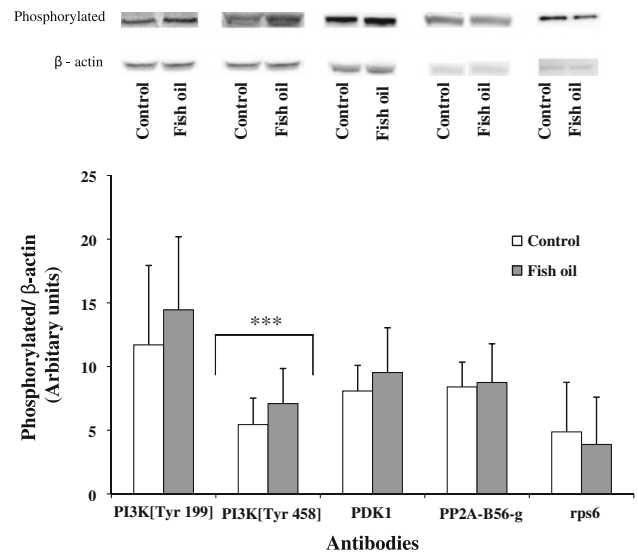 Phosphorylated
β - actin
Control
Fish oil
Control
Fish oil
Control
Fish oil
Control
Fish oil
Control
Fish oil
25
20
15
10
5
0
Phosphorylated/ β-actin
(Arbitary units)
Control
Fish oil
***
PI3K[Tyr 199]
PI3K[Tyr 458]
PDK1
PP2A-B56-g
rps6
Antibodies